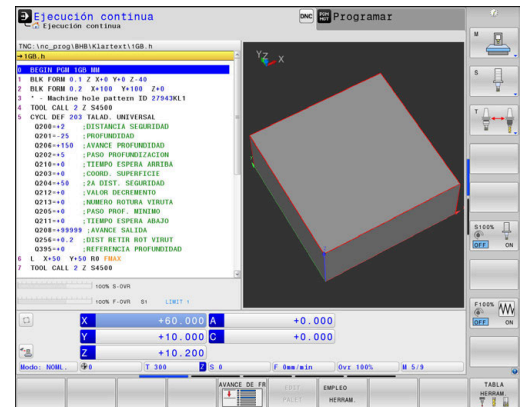 Ejecución continua
Ejecución continua
DNC
Programar
TNC:\nc_prog\BHB\Klartext\1GB.h
→1GB.h
0 BEGIN PGM 1GB MM
1 BLK FORM 0.1 Z X+0 Y+0 Z-40
2 BLK FORM 0.2 X+100 Y+100 Z+0
3 * - Machine hole pattern ID 27943KL1
4 TOOL CALL 2 Z S4500
5 CYCL DEF 203 TALAD. UNIVERSAL
Q200=+2 ;DISTANCIA SEGURIDAD
Q201=-25 ;PROFUNDIDAD
Q206=+150 ;AVANCE PROFUNDIDAD
Q202=+5 ;PASO PROFUNDIZACION
Q210=+0 ;TIEMPO ESPERA ARRIBA
Q203=+0 ;COORD. SUPERFICIE
Q204=+50 ;2A DIST. SEGURIDAD
Q212=+0 ;VALOR DECREMENTO
Q213=+0 ;NUMERO ROTURA VIRUTA
Q205=+0 ;PASO PROF. MINIMO
Q211=+0 ;TIEMPO ESPERA ABAJO
Q208=+99999 ;AVANCE SALIDA
Q256=+0.2 ;DIST RETIR ROT VIRUT
Q395=+0 ;REFERENCIA PROFUNDIDAD
6 L X+50 Y+50 R0 FMAX
7 TOOL CALL 2 Z S4500
Y Z X
100% S-OVR
100% F-OVR S1 LIMIT 1
X +60.000 A +0.000
Y +10.000 C +0.000
Z +10.200
Modo: NOML. 0 T 300 Z S 0 F 0mm/min Ovr 100% M 5/9
M
S
T
S100%
OFF ON
F100%
OFF ON
AVANCE DE FR
EDIT
PALET
EMPLEO
HERRAM.
TABLA
HERRAM.